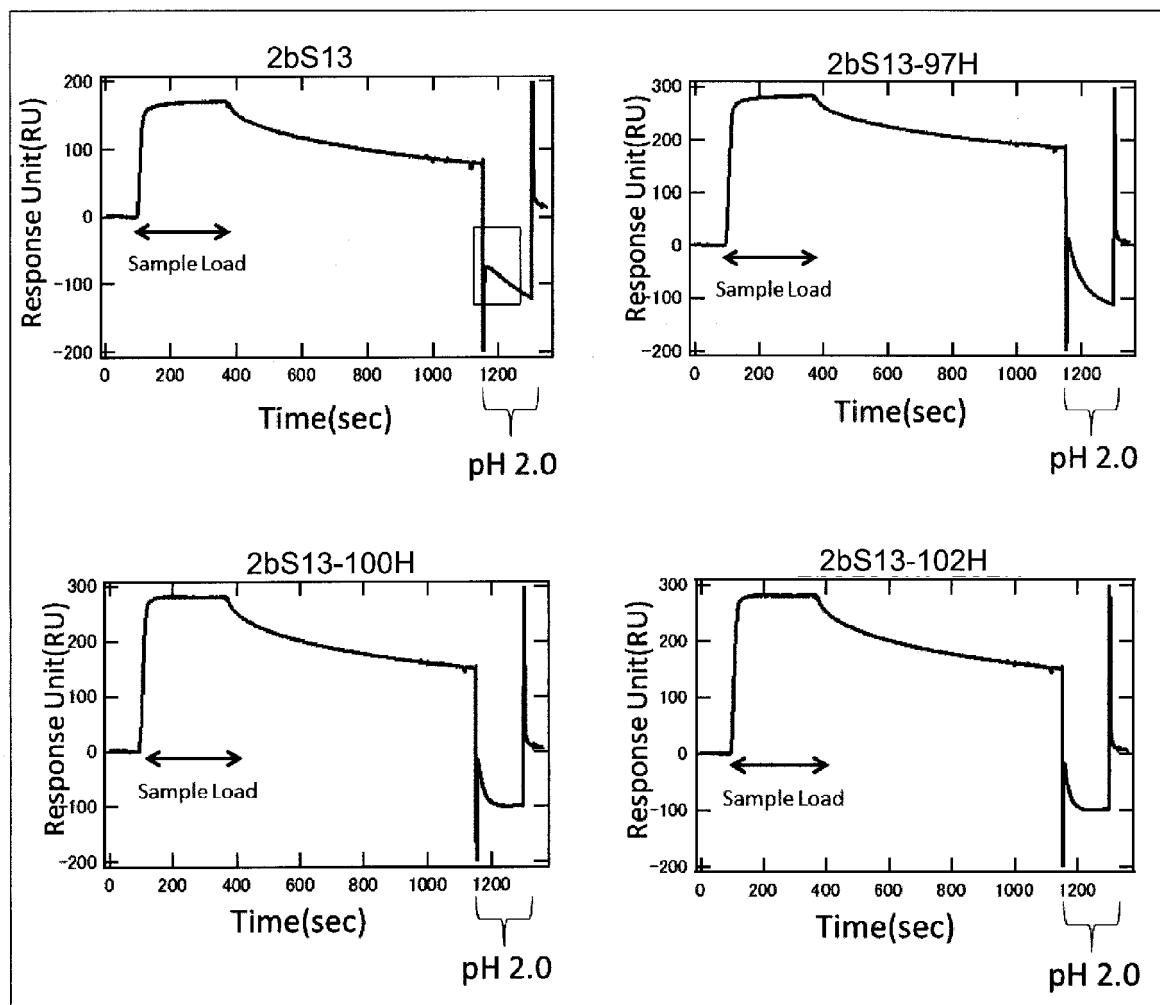 2bS13
Response Unit(RU)
200
100
0
-100
-200
Sample Load
0 200 400 600 800 1000 1200
Time(sec)
pH 2.0
2bS13-97H
Response Unit(RU)
300
200
100
0
-100
-200
Sample Load
0 200 400 600 800 1000 1200
Time(sec)
pH 2.0
2bS13-100H
Response Unit(RU)
300
200
100
0
-100
-200
Sample Load
0 200 400 600 800 1000 1200
Time(sec)
pH 2.0
2bS13-102H
Response Unit(RU)
300
200
100
0
-100
-200
Sample Load
0 200 400 600 800 1000 1200
Time(sec)
pH 2.0